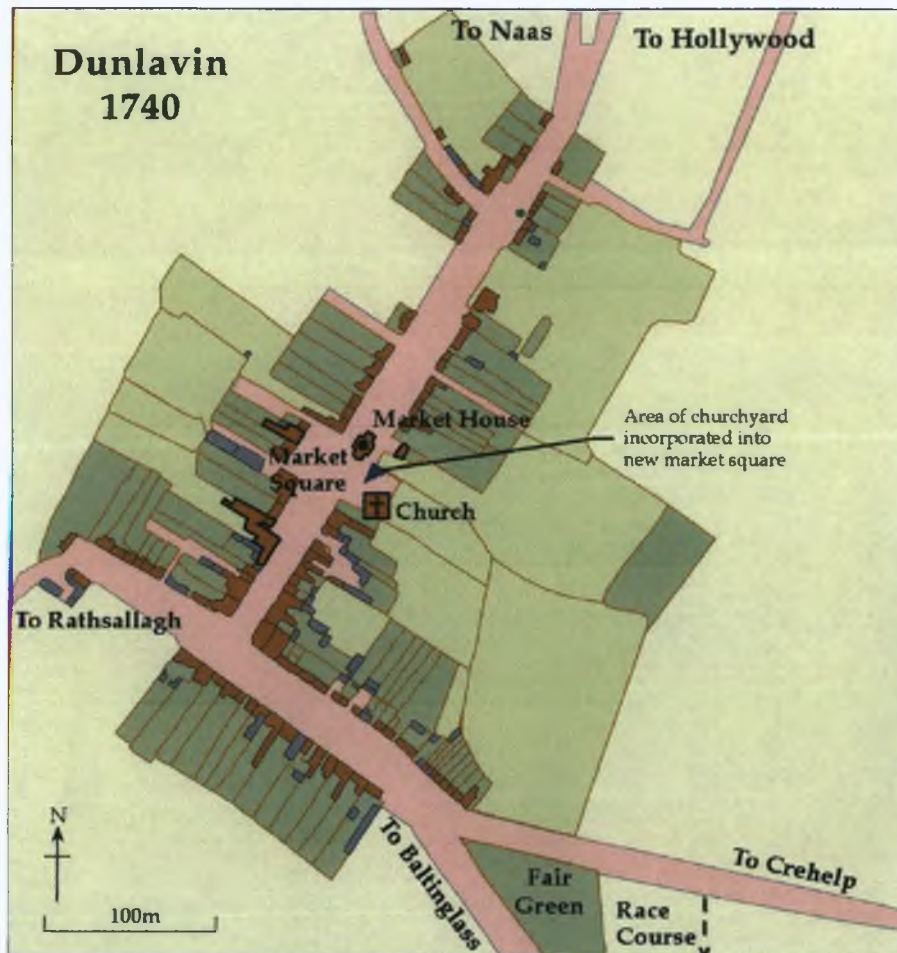 Dunlavin
1740
To Naas
To Hollywood
Market House
Area of churchyard
incorporated into
new market square
Market
Square
Church
To Rathsallagh
N
100m
To Baltinglass
To Crehelp
Fair
Green
Race
Course